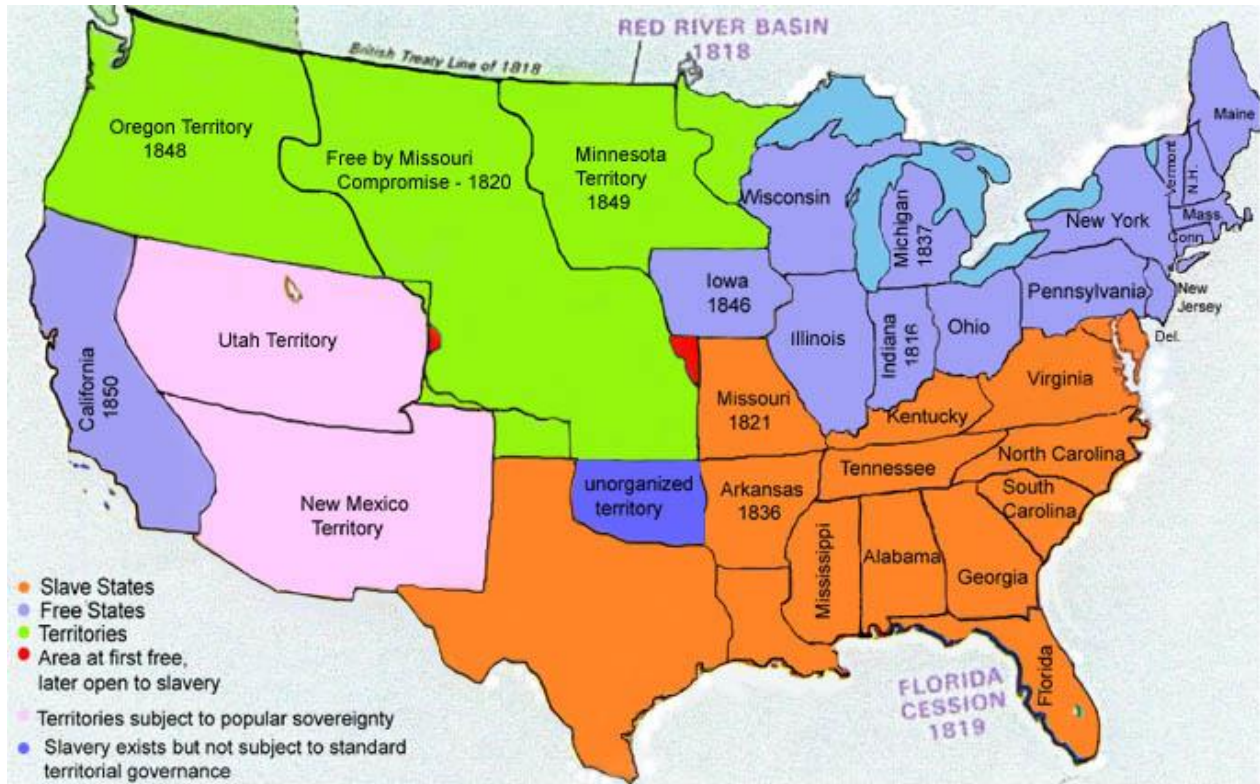 RED RIVER BASIN
1818
British Treaty Line of 1818
Oregon Territory
1848
Free by Missouri
Compromise - 1820
Minnesota
Territory
1849
Wisconsin
Michigan
1837
Maine
Vermont
N.H.
New York
Mass.
Conn.
Iowa
1846
Pennsylvania
New
Jersey
Del.
Illinois
Indiana
1816
Ohio
California
1850
Utah Territory
Missouri
1821
Kentucky
Virginia
New Mexico
Territory
unorganized
territory
Arkansas
1836
Tennessee
North Carolina
South
Carolina
Mississippi
Alabama
Georgia
Florida
FLORIDA
CESSION
1819
Slave States
Free States
Territories
Area at first free,
later open to slavery
Territories subject to popular sovereignty
Slavery exists but not subject to standard
territorial governance